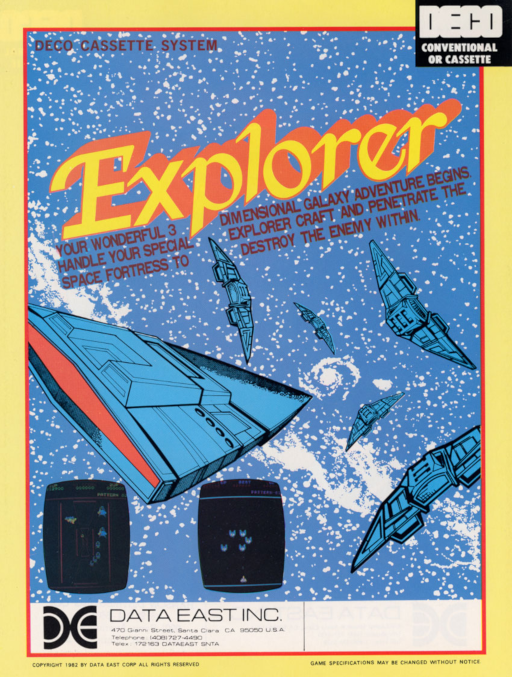 DECO
CONVENTIONAL
OR CASSETTE
DECO CASSETTE SYSTEM
Explorer
YOUR WONDERFUL 3 DIMENSIONAL GALAXY ADVENTURE BEGINS.
HANDLE YOUR SPECIAL EXPLORER CRAFT AND PENETRATE THE
SPACE FORTRESS TO DESTROY THE ENEMY WITHIN.
DATA EAST INC.
470 Giann Street, Santa Clara, CA 95050 U.S.A.
Telephone (408)727-4490
Telex 172163 DATAEAST SNTA
COPYRIGHT 1982 BY DATA EAST CORP ALL RIGHTS RESERVED
GAME SPECIFICATIONS MAY BE CHANGED WITHOUT NOTICE